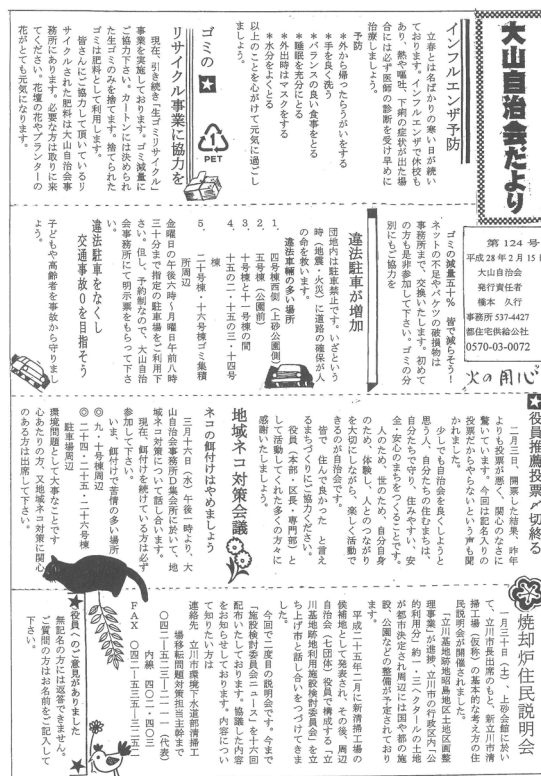 大山自治会だより
第124号
平成28年2月15日
大山自治会
発行責任者
橋本 久行
事務所 537-4427
都住宅供給公社
0570-03-0072
火の用心
インフルエンザ予防
立春とは名ばかりの寒い日が続い
ております。インフルエンザで休校も
あり、熱や嘔吐、下痢の症状が出た場
合には必ず医師の診断を受け早めに
治療しましょう。
予防
*外から帰ったらうがいをする
*手を良く洗う
*バランスの良い食事をとる
*睡眠を充分にとる
*外出時はマスクをする
*水分をよくとる
以上のことを心がけて元気に過ごし
ましょう。
ゴミの★
リサイクル事業に協力を
PET
現在、引き続き「生ゴミリサイクル」
事業を実施しております。ゴミ減量に
ご協力下さい。カートンには決められ
た生ゴミのみを捨てます。捨てられた
ゴミは肥料として利用します。
皆さんにご協力して頂いているリ
サイクルされた肥料は大山自治会事
務所にあります。必要な方は取りに来
てください。花壇の花やプランターの
花がとても元気になります。
ゴミの減量五十% 皆で減らそう!
ネットの不足やバケツの破損物は
事務所まで、交換いたします。初めて
の方も是非参加して下さい。ゴミの分
別にもご協力を
違法駐車が増加
団地内は駐車禁止です。いざという
時(地震・火災)に道路の確保が人
の命を救います。
違法車輛の多い場所
1. 四号棟西側(上砂公園側)
2. 五号棟(公園前)
3. 十号棟と十一号棟の間
4. 十五の二・十五の三・十四号
棟
5. 二十号棟・十六号棟ゴミ集積
所周辺
金曜日の午後六時~月曜日午前八時
三十分まで指定の駐車場をご利用下
さい。但し、予約制なので、大山自治
会事務所にて明示票をもらって下さ
い。
違法駐車をなくし
交通事故0を目指そう
子どもや高齢者を事故から守りまし
ょう。
★役員推薦投票〆切終る
二月三日、開票した結果、昨年
よりも投票が悪く、関心のなさに
驚いています。今回は記名入りの
投票だからやらないという声も聞
かれました。
少しでも自治会を良くしようと
思う人、自分たちの住むまちは、
自分たちで守り、住みやすい、安
全・安心のまちをつくることです。
人のため、世のため、自分自身
のため、体験し、人とのつながり
を大切にしながら、楽しく活動で
きるのが自治会です。
皆で 住んで良かった と言え
るまちづくりにご協力ください。
役員(本部・区長・専門部)と
して活動してくれた多くの方々に
感謝いたしましょう。
地域ネコ対策会議
ネコの餌付けはやめましょう
三月十六日(水)午後一時より、大
山自治会事務所D集会所に於いて、地
域ネコ対策について話し合います。
現在、餌付けを続けている方は必ず
参加して下さい。
いま、餌付けで苦情の多い場所
◎九・十号棟周辺
◎二十四・二十五・二十六号棟
駐車場周辺
環境問題として大事なことです
心あたりの方、又地域ネコ対策に関心
のある方は出席して下さい。
焼却炉住民説明会
一月三十日(土)、上砂会館に於い
て、立川市長出席のもと、新立川市清
掃工場(仮称)の基本的な考え方の住
民説明会が開催されました。
「立川基地跡地昭島地区土地区画整
理事業」が進捗、立川市の行政区内「公
的利用分」約一・三ヘクタールの土地
が都市決定され周辺には国や都の施
設、公園などの整備が予定されており
ます。
平成二十五年二月に新清掃工場の
候補地として発表され、その後、周辺
自治会(七団体)役員で構成する「立
川基地跡地利用施設検討委員会」を立
ち上げ市と話し合いをつづけてきま
した。
今回で二度目の説明会です。今まで
「施設検討委員会ニュース」を十六回
配布いたしております。協議した内容
をお知らせしております。内容につい
て知りたい方は
連絡先 立川市環境下水道部清掃工
場移転問題対策担当主幹まで
〇四二-五二三-二一一一(代表)
内線 四〇二・四〇三
FAX 〇四二-五三五-三二五二
★役員へのご意見がありました
無記名の方には返答できません。
ご質問の方はお名前をご記入して
下さい。